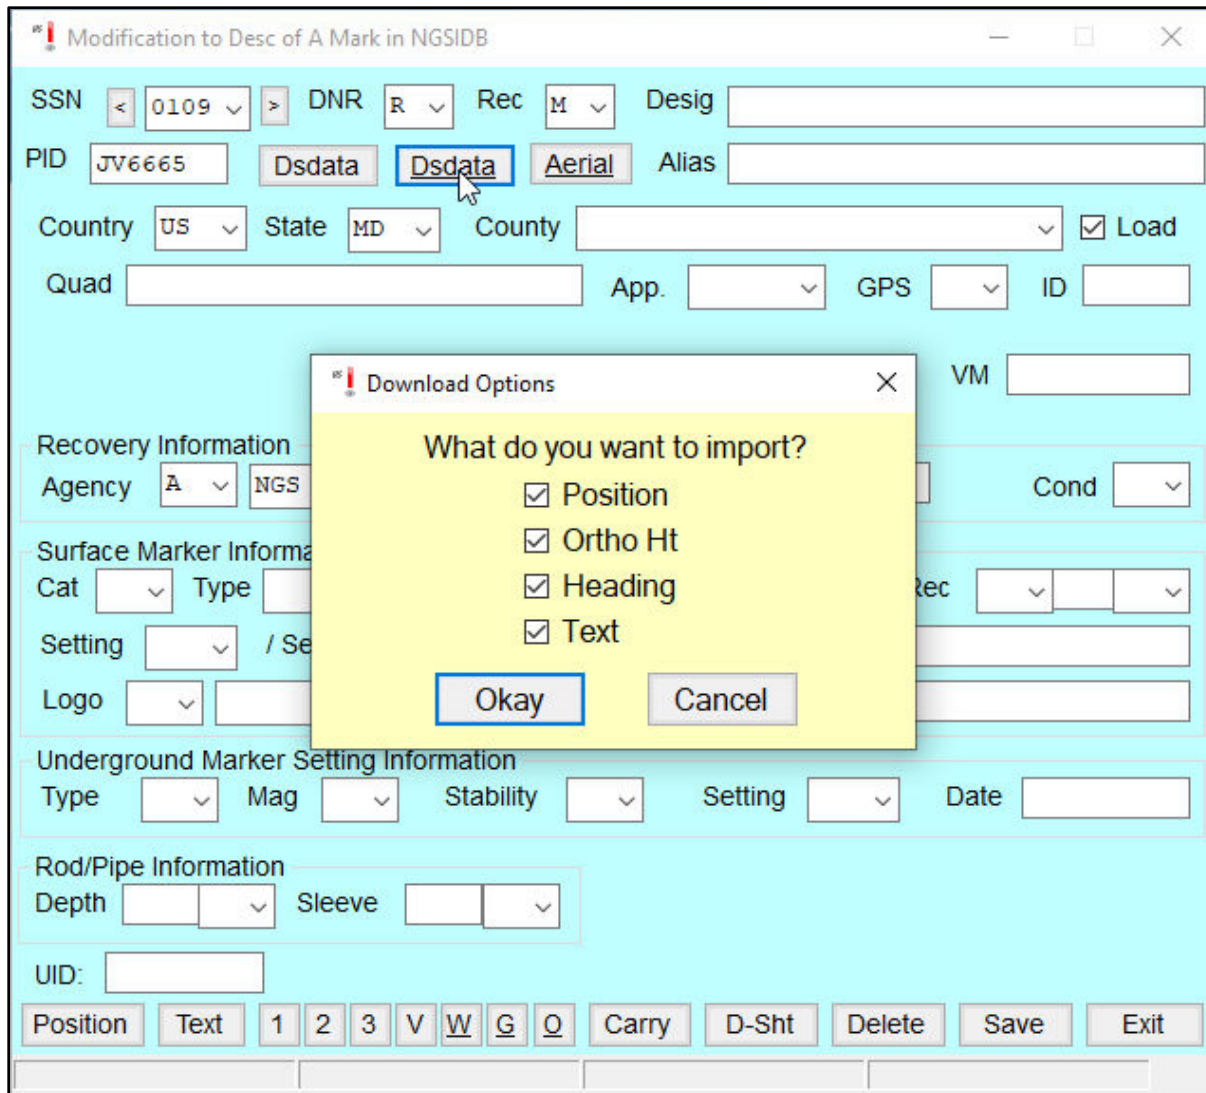 Modification to Desc of A Mark in NGSIDB
SSN < 0109 > DNR R Rec M Desig
PID JV6665 Dsdata Dsdata Aerial Alias
Country US State MD County Load
Quad App. GPS ID
VM
Download Options
What do you want to import?
Position
Ortho Ht
Heading
Text
Okay Cancel
Recovery Information
Agency A NGS Cond
Surface Marker Informa
Cat Type Rec
Setting / Se
Logo
Underground Marker Setting Information
Type Mag Stability Setting Date
Rod/Pipe Information
Depth Sleeve
UID:
Position Text 1 2 3 V W G O Carry D-Sht Delete Save Exit